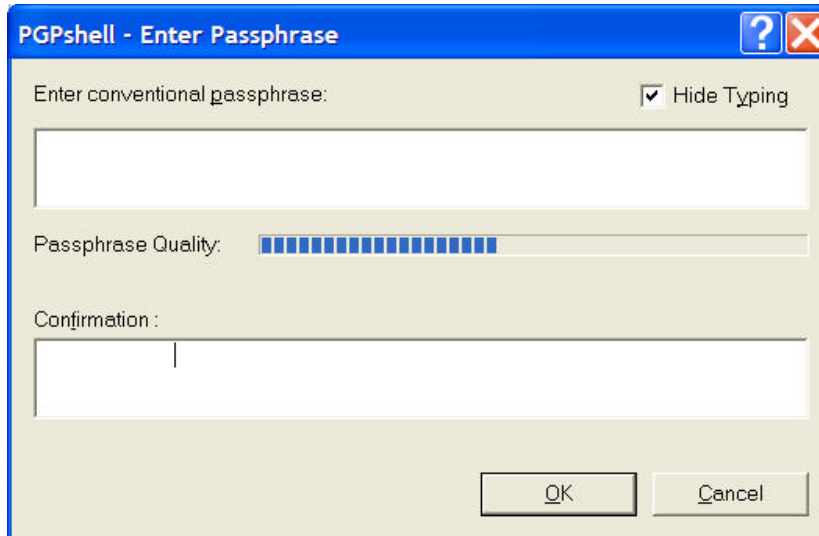 PGPshell - Enter Passphrase
Enter conventional passphrase: Hide Typing
Passphrase Quality:
Confirmation :
OK Cancel